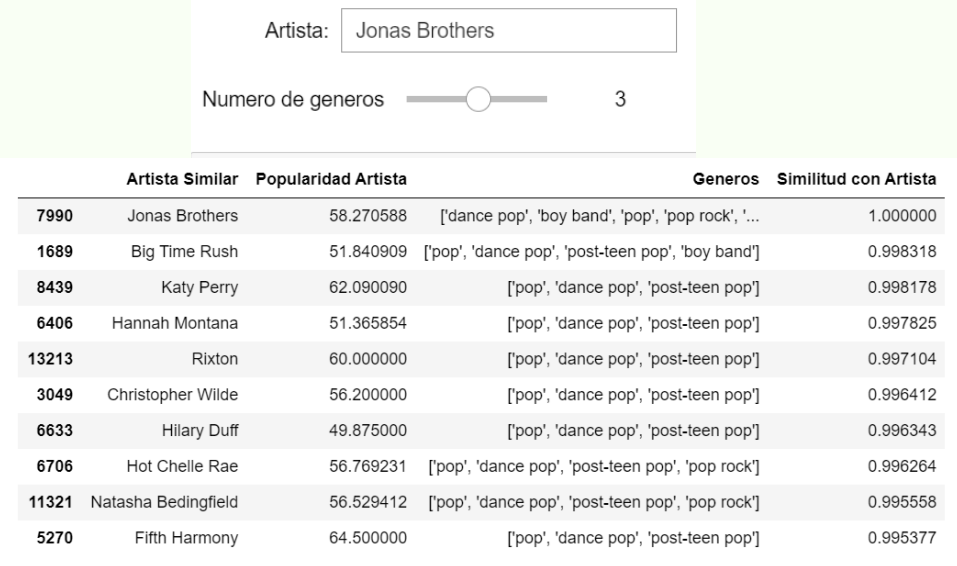 Artista: Jonas Brothers
Numero de generos 3
Artista Similar Popularidad Artista Generos Similitud con Artista
7990 Jonas Brothers 58.270588 ['dance pop', 'boy band', 'pop', 'pop rock', '... 1.000000
1689 Big Time Rush 51.840909 ['pop', 'dance pop', 'post-teen pop', 'boy band'] 0.998318
8439 Katy Perry 62.090090 ['pop', 'dance pop', 'post-teen pop'] 0.998178
6406 Hannah Montana 51.365854 ['pop', 'dance pop', 'post-teen pop'] 0.997825
13213 Rixton 60.000000 ['pop', 'dance pop', 'post-teen pop'] 0.997104
3049 Christopher Wilde 56.200000 ['pop', 'dance pop', 'post-teen pop'] 0.996412
6633 Hilary Duff 49.875000 ['pop', 'dance pop', 'post-teen pop'] 0.996343
6706 Hot Chelle Rae 56.769231 ['pop', 'dance pop', 'post-teen pop', 'pop rock'] 0.996264
11321 Natasha Bedingfield 56.529412 ['pop', 'dance pop', 'post-teen pop', 'pop rock'] 0.995558
5270 Fifth Harmony 64.500000 ['pop', 'dance pop', 'post-teen pop'] 0.995377